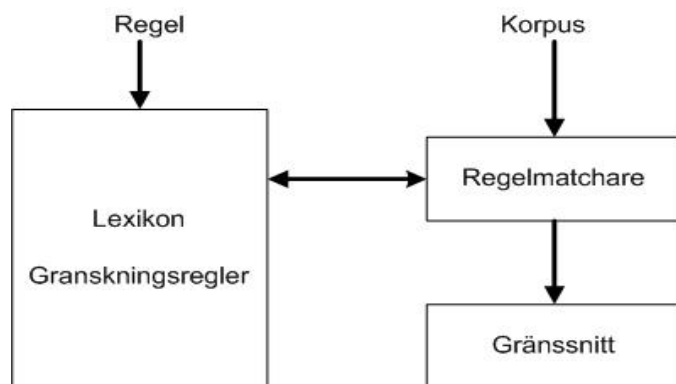 Regel
Korpus
Lexikon
Granskningsregler
Regelmatchare
Gränssnitt